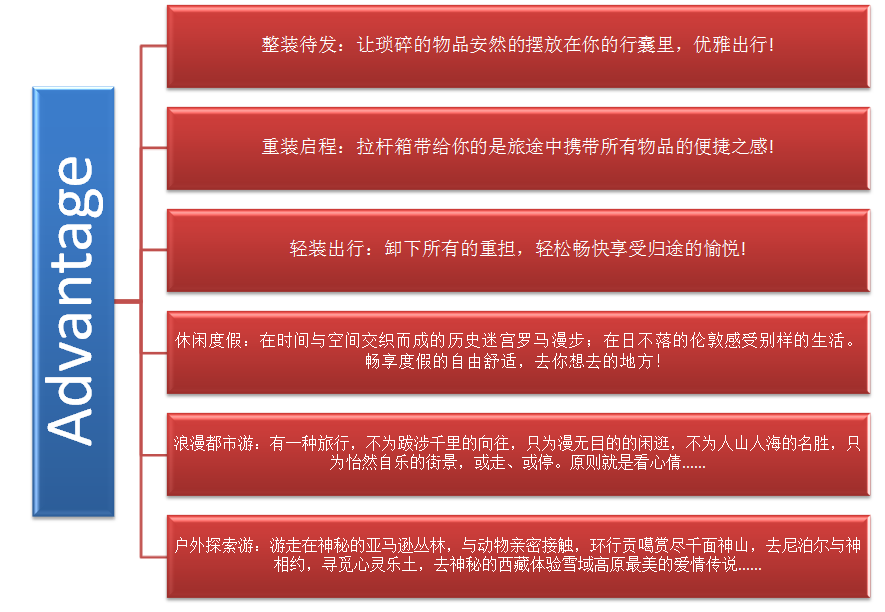 Advantage
整装待发：让琐碎的物品安然的摆放在你的行囊里，优雅出行!
重装启程：拉杆箱带给你的是旅途中携带所有物品的便捷之感!
轻装出行：卸下所有的重担，轻松畅快享受归途的愉悦!
休闲度假：在时间与空间交织而成的历史迷宫罗马漫步；在日不落的伦敦感受别样的生活。
畅享度假的自由舒适，去你想去的地方!
浪漫都市游：有一种旅行，不为跋涉千里的向往，只为漫无目的的闲逛，不为人山人海的名胜，只
为怡然自乐的街景，或走、或停。原则就是看心情......
户外探索游：游走在神秘的亚马逊丛林，与动物亲密接触，环行贡噶赏尽千面神山，去尼泊尔与神
相约，寻觅心灵乐土，去神秘的西藏体验雪域高原最美的爱情传说......